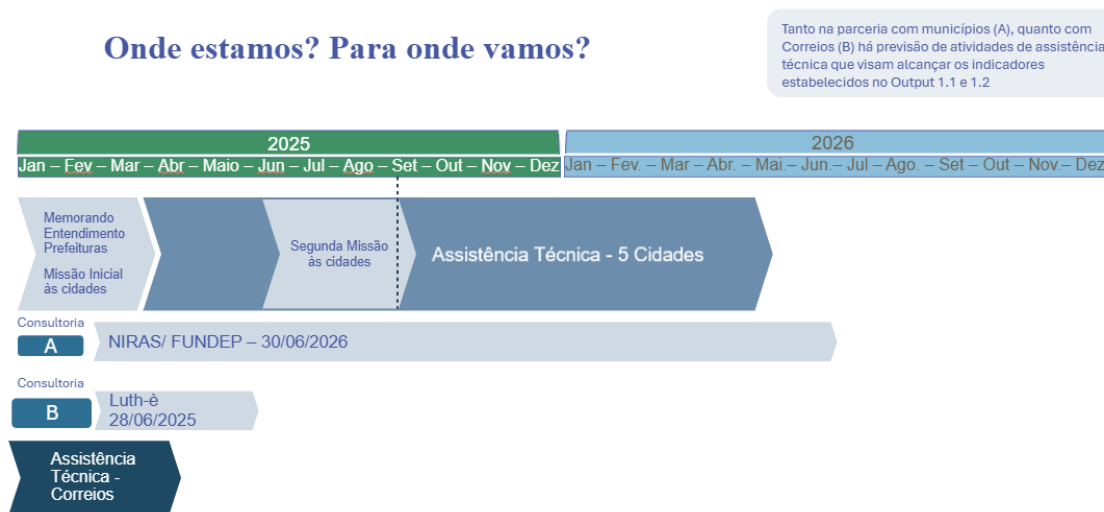 Onde estamos? Para onde vamos?
Tanto na parceria com municípios (A), quanto com
Correios (B) há previsão de atividades de assistência
técnica que visam alcançar os indicadores
estabelecidos no Output 1.1 e 1.2
2025
2026
Jan – Fev – Mar – Abr – Maio – Jun – Jul – Ago – Set – Out – Nov – Dez
Jan – Fev. – Mar – Abr. – Mai.– Jun.– Jul – Ago. – Set – Out – Nov.– Dez
Memorando
Entendimento
Prefeituras
Missão Inicial
às cidades
Segunda Missão
às cidades
Assistência Técnica - 5 Cidades
Consultoria
A
NIRAS/ FUNDEP – 30/06/2026
Consultoria
B
Luth-è
28/06/2025
Assistência
Técnica -
Correios